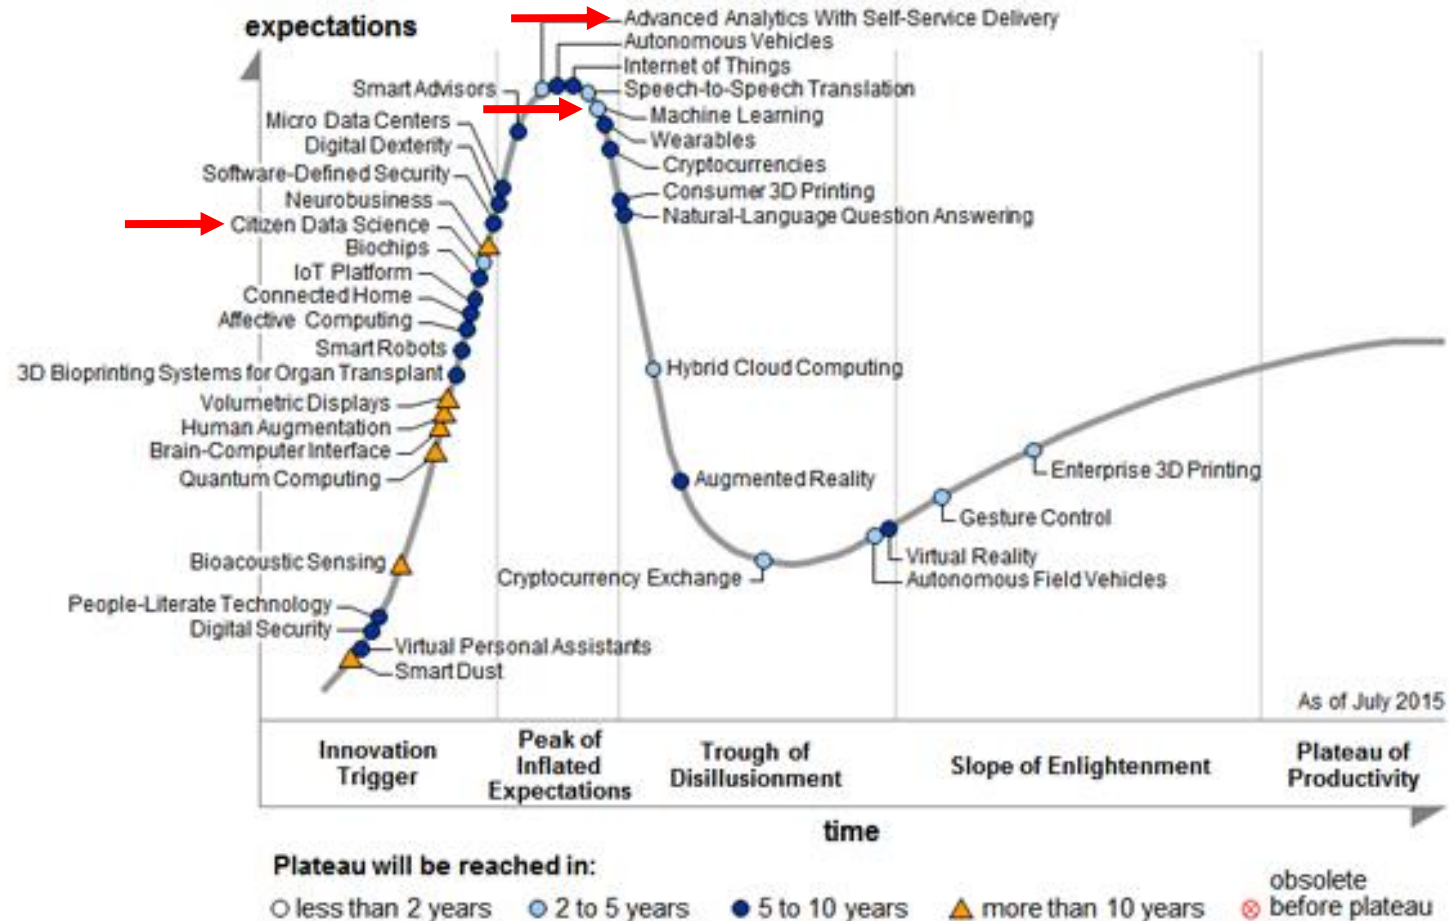 expectations
Advanced Analytics With Self-Service Delivery
Autonomous Vehicles
Internet of Things
Speech-to-Speech Translation
Machine Learning
Wearables
Cryptocurrencies
Consumer 3D Printing
Natural-Language Question Answering
Smart Advisors
Micro Data Centers
Digital Dexterity
Software-Defined Security
Neurobusiness
Citizen Data Science
Biochips
IoT Platform
Connected Home
Affective Computing
Smart Robots
3D Bioprinting Systems for Organ Transplant
Volumetric Displays
Human Augmentation
Brain-Computer Interface
Quantum Computing
Bioacoustic Sensing
People-Literate Technology
Digital Security
Virtual Personal Assistants
Smart Dust
Hybrid Cloud Computing
Augmented Reality
Cryptocurrency Exchange
Enterprise 3D Printing
Gesture Control
Virtual Reality
Autonomous Field Vehicles
As of July 2015
Innovation
Trigger
Peak of
Inflated
Expectations
Trough of
Disillusionment
Slope of Enlightenment
Plateau of
Productivity
time
Plateau will be reached in:
less than 2 years
2 to 5 years
5 to 10 years
more than 10 years
obsolete
before plateau